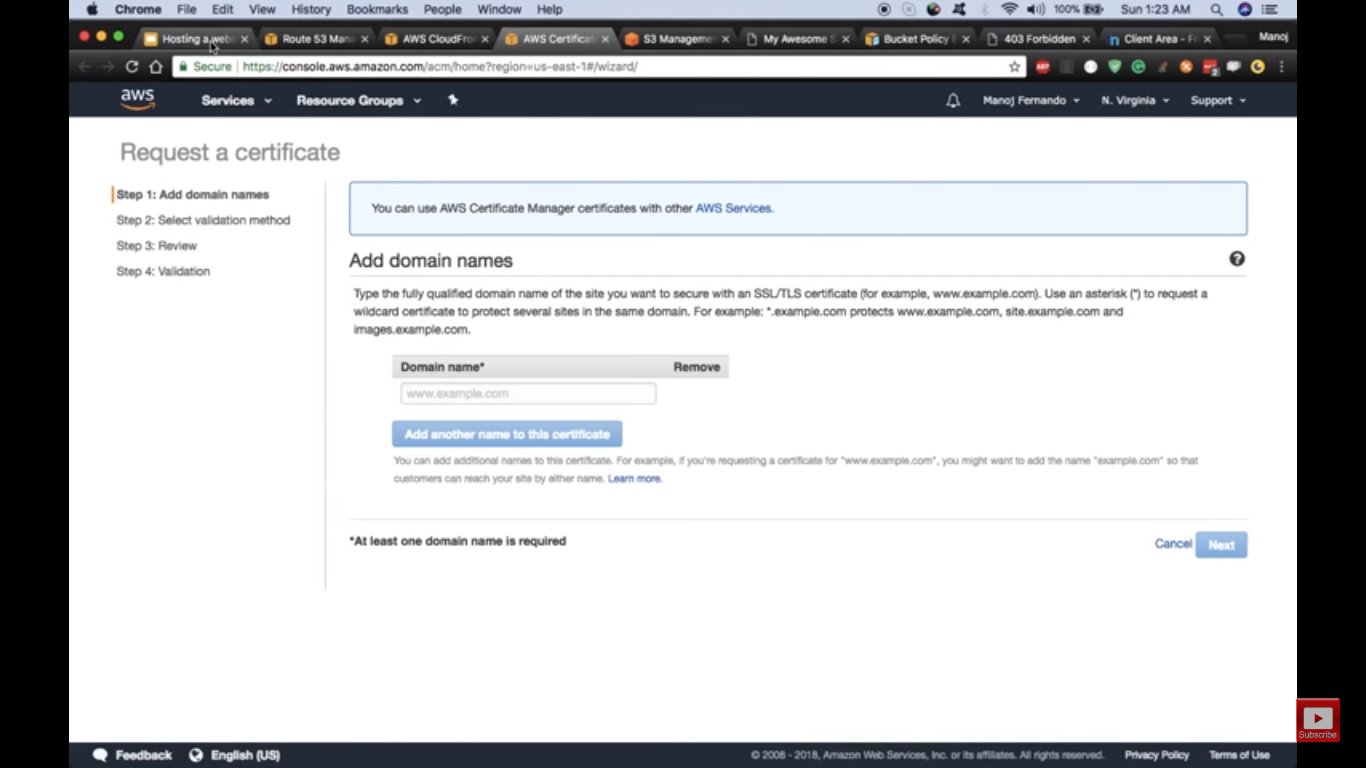 Chrome File Edit View History Bookmarks People Window Help 100% Sun 1:23 AM
Hosting a web Route 53 Man AWS CloudFro AWS Certificat S3 Managemen My Awesome S Bucket Policy 403 Forbidden Client Area - F Manoj
Secure https://console.aws.amazon.com/acm/home?region=us-east-1#/wizard/
aws Services Resource Groups Manoj Fernando N. Virginia Support
Request a certificate
Step 1: Add domain names
Step 2: Select validation method
Step 3: Review
Step 4: Validation
You can use AWS Certificate Manager certificates with other AWS Services.
Add domain names
Type the fully qualified domain name of the site you want to secure with an SSL/TLS certificate (for example, www.example.com). Use an asterisk (*) to request a
wildcard certificate to protect several sites in the same domain. For example: *.example.com protects www.example.com, site.example.com and
images.example.com.
Domain name* Remove
www.example.com
Add another name to this certificate
You can add additional names to this certificate. For example, if you're requesting a certificate for "www.example.com", you might want to add the name "example.com" so that
customers can reach your site by either name. Learn more.
*At least one domain name is required
Cancel Next
Subscribe
Feedback English (US) © 2008 - 2018, Amazon Web Services, Inc. or its affiliates. All rights reserved. Privacy Policy Terms of Use